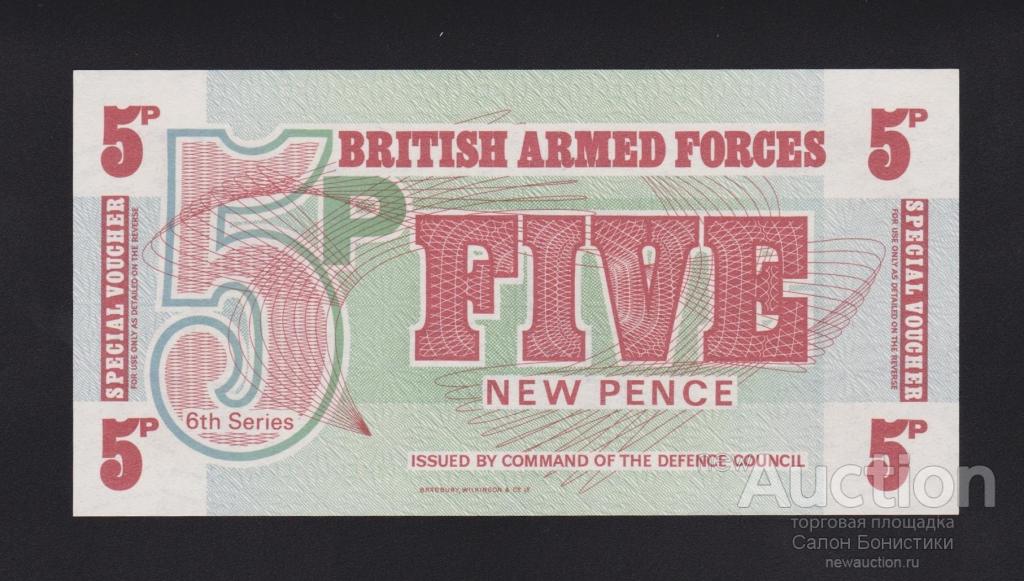 5P
5P
BRITISH ARMED FORCES
5P
SPECIAL VOUCHER
FOR USE ONLY AS DETAILED ON THE REVERSE
FIVE
NEW PENCE
6th Series
SPECIAL VOUCHER
FOR USE ONLY AS DETAILED ON THE REVERSE
5P
5P
ISSUED BY COMMAND OF THE DEFENCE COUNCIL
BRADBURY, WILKINSON & Co Ld
New Auction
торговая площадка
Салон Бонистики
newauction.ru